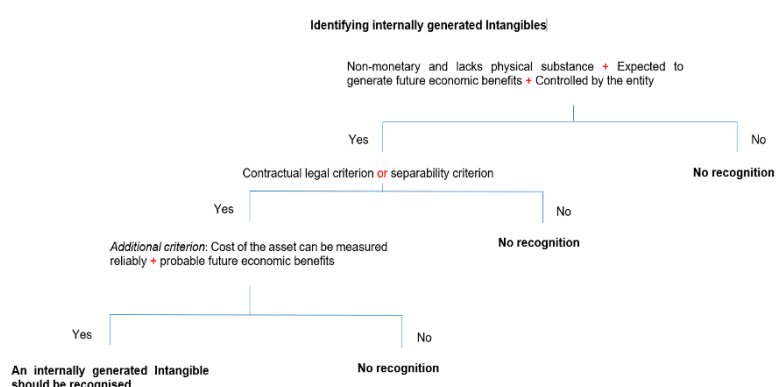 Identifying internally generated Intangibles
Non-monetary and lacks physical substance + Expected to
generate future economic benefits + Controlled by the entity
Yes
No
Contractual legal criterion or separability criterion
No recognition
Yes
No
Additional criterion: Cost of the asset can be measured
reliably + probable future economic benefits
No recognition
Yes
No
An internally generated Intangible
should be recognised
No recognition